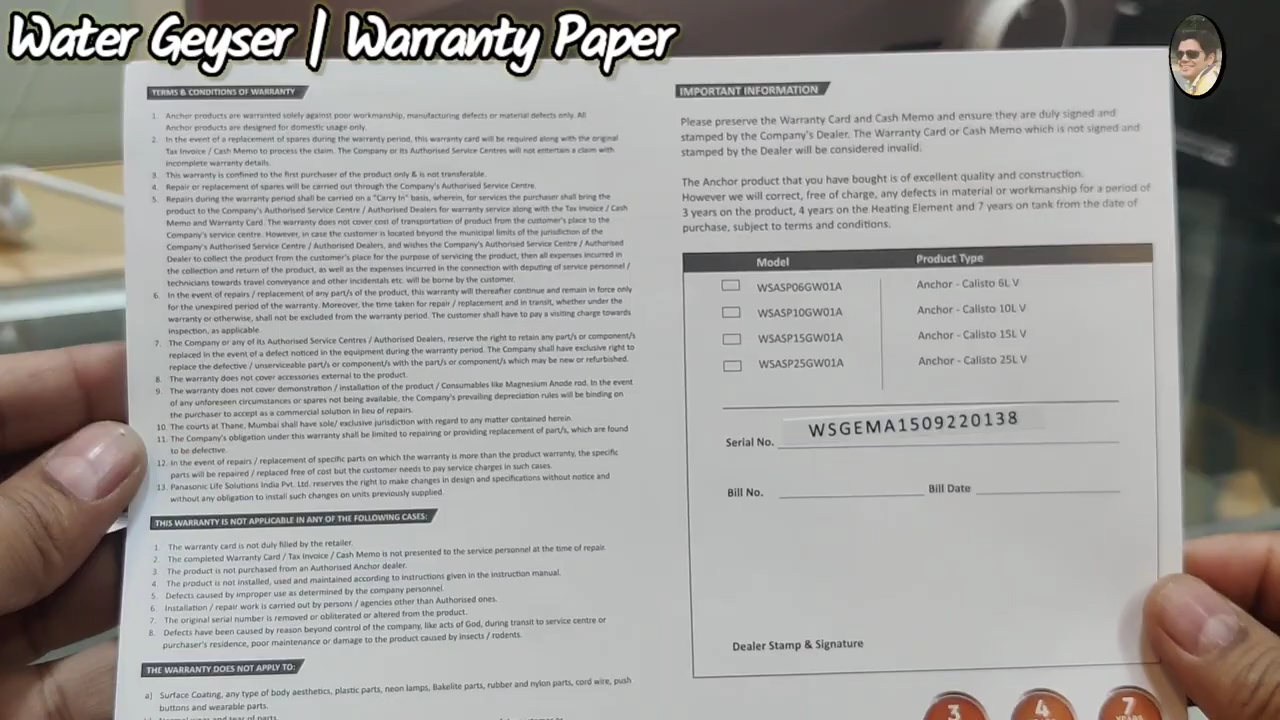 Water Geyser | Warranty Paper
TERMS & CONDITIONS OF WARRANTY
1. Anchor products are warranted solely against poor workmanship, manufacturing defects or material defects only. All
Anchor products are designed for domestic usage only.
2. In the event of a replacement of spares during the warranty period, this warranty card will be required along with the original
Tax Invoice / Cash Memo to process the claim. The Company or its Authorised Service Centres will not entertain a claim with
incomplete warranty details.
3. This warranty is confined to the first purchaser of the product only & is not transferable.
4. Repair or replacement of spares will be carried out through the Company's Authorised Service Centre.
5. Repairs during the warranty period shall be carried on a "Carry In" basis, wherein, for services the purchaser shall bring the
product to the Company's Authorised Service Centre / Authorised Dealers for warranty service along with the Tax Invoice / Cash
Memo and Warranty Card. The warranty does not cover cost of transportation of product from the customer's place to the
Company's service centre. However, in case the customer is located beyond the municipal limits of the jurisdiction of the
Company's Authorised Service Centre / Authorised Dealers, and wishes the Company's Authorised Service Centre / Authorised
Dealer to collect the product from the customer's place for the purpose of servicing the product, then all expenses incurred in
the collection and return of the product, as well as the expenses incurred in the connection with deputing of service personnel /
technicians towards travel conveyance and other incidentals etc. will be borne by the customer.
6. In the event of repairs / replacement of any part/s of the product, this warranty will thereafter continue and remain in force only
for the unexpired period of the warranty. Moreover, the time taken for repair / replacement and in transit, whether under the
warranty or otherwise, shall not be excluded from the warranty period. The customer shall have to pay a visiting charge towards
inspection, as applicable.
7. The Company or any of its Authorised Service Centres / Authorised Dealers, reserve the right to retain any part/s or component/s
replaced in the event of a defect noticed in the equipment during the warranty period. The Company shall have exclusive right to
replace the defective / unserviceable part/s or component/s with the part/s or component/s which may be new or refurbished.
8. The warranty does not cover accessories external to the product.
9. The warranty does not cover demonstration / installation of the product / Consumables like Magnesium Anode rod. In the event
of any unforeseen circumstances or spares not being available, the Company's prevailing depreciation rules will be binding on
the purchaser to accept as a commercial solution in lieu of repairs.
10. The courts at Thane, Mumbai shall have sole/ exclusive jurisdiction with regard to any matter contained herein.
11. The Company's obligation under this warranty shall be limited to repairing or providing replacement of part/s, which are found
to be defective.
12. In the event of repairs / replacement of specific parts on which the warranty is more than the product warranty, the specific
parts will be repaired / replaced free of cost but the customer needs to pay service charges in such cases.
13. Panasonic Life Solutions India Pvt. Ltd. reserves the right to make changes in design and specifications without notice and
without any obligation to install such changes on units previously supplied.
THIS WARRANTY IS NOT APPLICABLE IN ANY OF THE FOLLOWING CASES:
1. The warranty card is not duly filled by the retailer.
2. The completed Warranty Card / Tax Invoice / Cash Memo is not presented to the service personnel at the time of repair.
3. The product is not purchased from an Authorised Anchor dealer.
4. The product is not installed, used and maintained according to instructions given in the instruction manual.
5. Defects caused by improper use as determined by the company personnel.
6. Installation / repair work is carried out by persons / agencies other than Authorised ones.
7. The original serial number is removed or obliterated or altered from the product.
8. Defects have been caused by reason beyond control of the company, like acts of God, during transit to service centre or
purchaser's residence, poor maintenance or damage to the product caused by insects / rodents.
THE WARRANTY DOES NOT APPLY TO:
a) Surface Coating, any type of body aesthetics, plastic parts, neon lamps, Bakelite parts, rubber and nylon parts, cord wire, push
buttons and wearable parts.
IMPORTANT INFORMATION
Please preserve the Warranty Card and Cash Memo and ensure they are duly signed and
stamped by the Company's Dealer. The Warranty Card or Cash Memo which is not signed and
stamped by the Dealer will be considered invalid.
The Anchor product that you have bought is of excellent quality and construction.
However we will correct, free of charge, any defects in material or workmanship for a period of
3 years on the product, 4 years on the Heating Element and 7 years on tank from the date of
purchase, subject to terms and conditions.
Model Product Type
WSASP06GW01A Anchor - Calisto 6L V
WSASP10GW01A Anchor - Calisto 10L V
WSASP15GW01A Anchor - Calisto 15L V
WSASP25GW01A Anchor - Calisto 25L V
Serial No. WSGEMA1509220138
Bill No. Bill Date
Dealer Stamp & Signature
3 4 7
YEARS